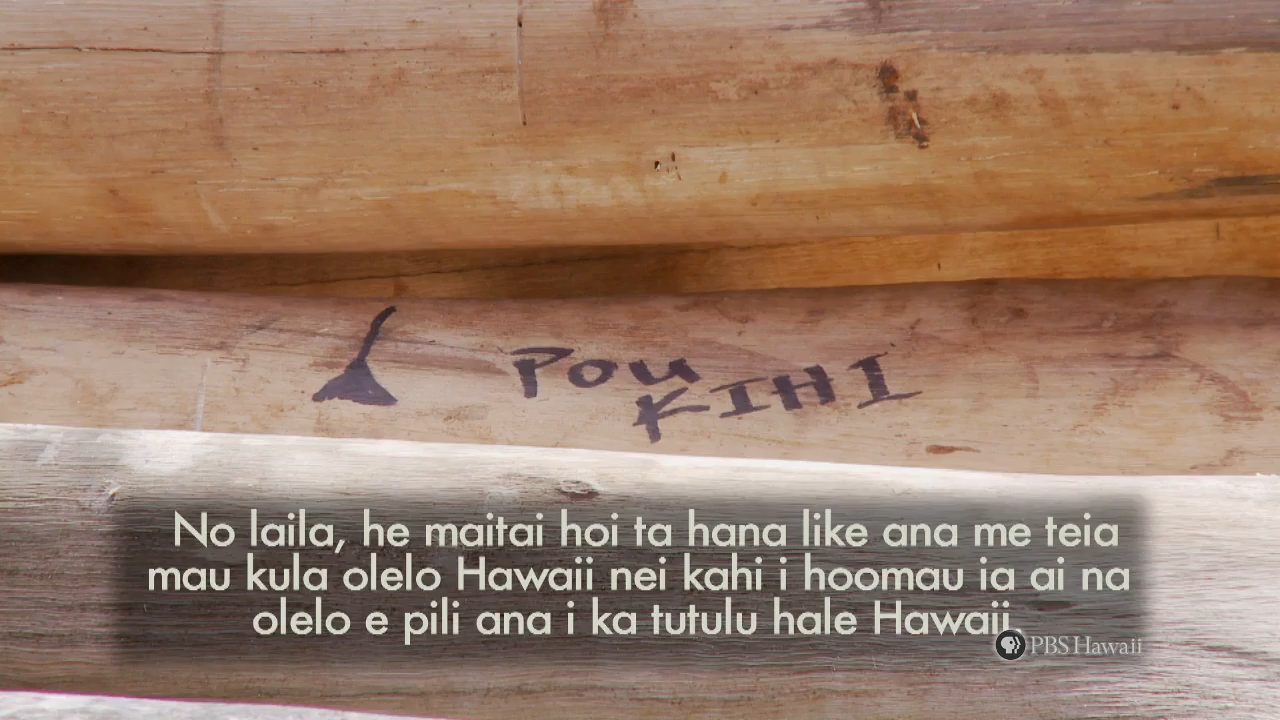 POU
KIHI
No laila, he maitai hoi ta hana like ana me teia
mau kula olelo Hawaii nei kahi i hoomau ia ai na
olelo e pili ana i ka tutulu hale Hawaii.
PBS Hawaii